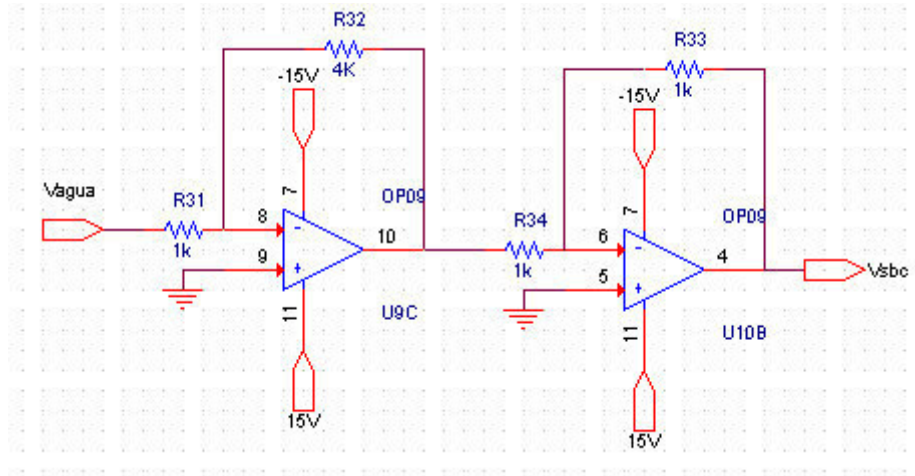 R32
4K
-15V
7
Vagua
R31
1k
8
9
OP09
10
11
U9C
15V
R33
1k
-15V
7
R34
1k
6
5
OP09
4
Vsbc
11
U10B
15V